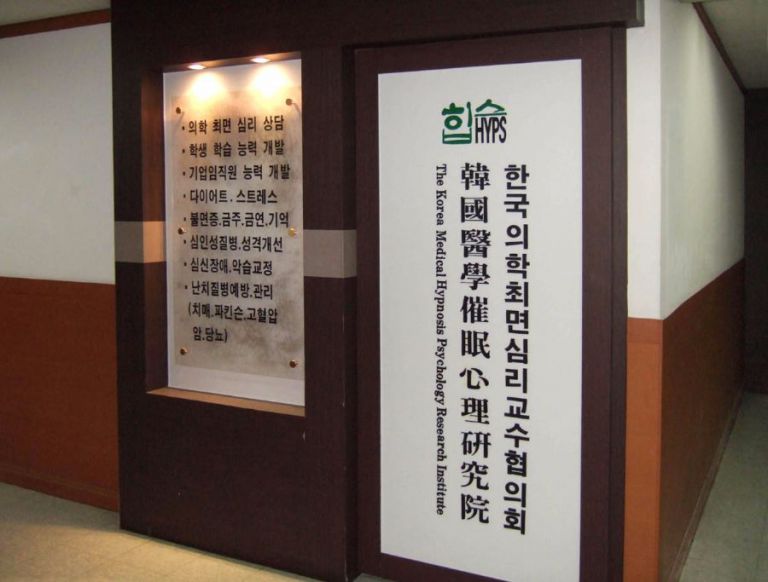 • 의학 최면 심리 상담
• 학생 학습 능력 개발
• 기업임직원 능력 개발
• 다이어트. 스트레스
• 불면증.금주.금연.기억
• 심인성질병.성격개선
• 심신장애.악습교정
• 난치질병예방.관리
(치매.파킨슨.고혈압
암.당뇨)
힙슈
HYPS
한국의학최면심리교수협의회
韓國醫學催眠心理硏究院
The Korea Medical Hypnosis Psychology Research Institute